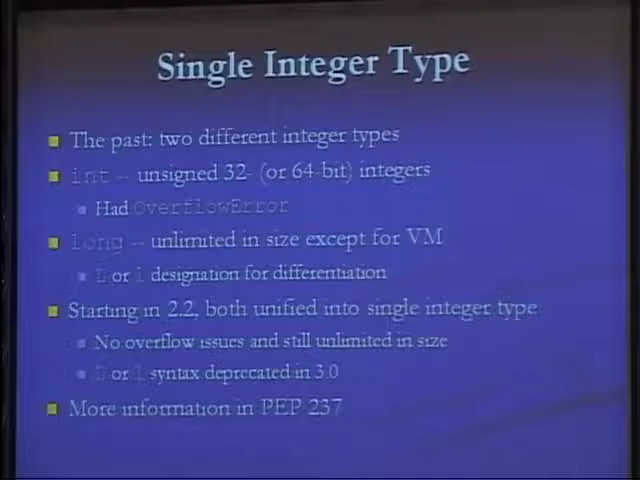 Single Integer Type
The past: two different integer types
int -- unsigned 32- (or 64-bit) integers
Had OverflowError
long -- unlimited in size except for VM
L or l designation for differentiation
Starting in 2.2, both unified into single integer type
No overflow issues and still unlimited in size
L or l syntax deprecated in 3.0
More information in PEP 237